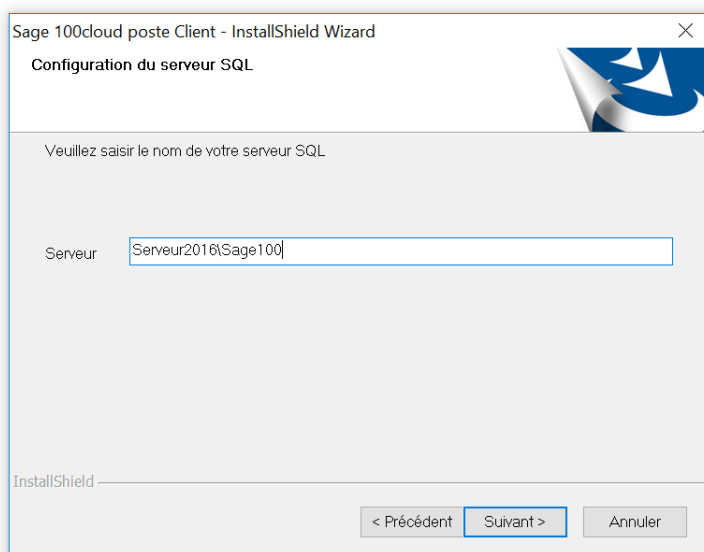 Sage 100cloud poste Client - InstallShield Wizard
Configuration du serveur SQL
Veuillez saisir le nom de votre serveur SQL
Serveur Serveur2016\Sage100
InstallShield
< Précédent Suivant > Annuler